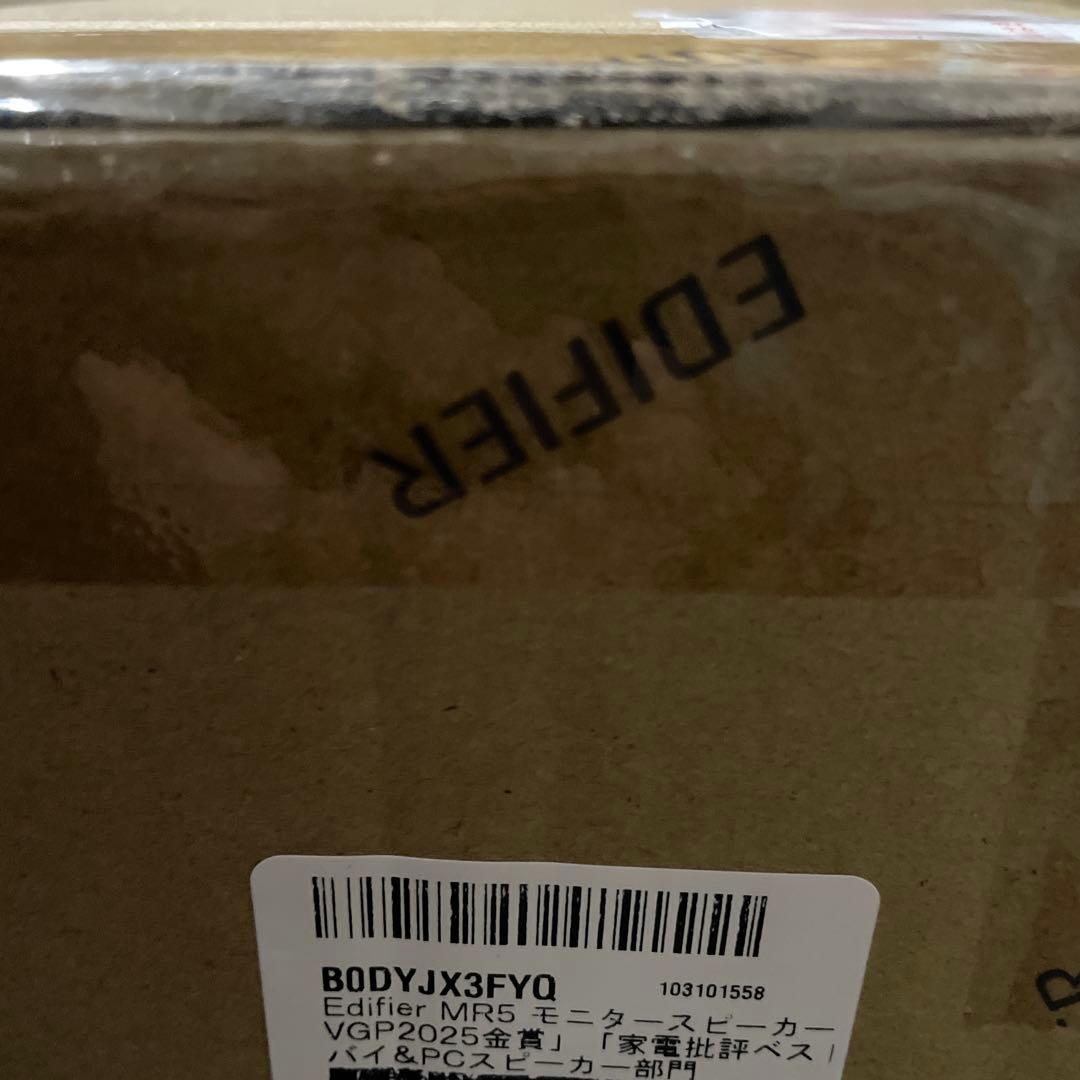 EDIFIER
B0DYJX3FYQ 103101558
Edifier MR5 モニタースピーカー
VGP2025金賞」 「家電批評ベス
バイ&PCスピーカー部門